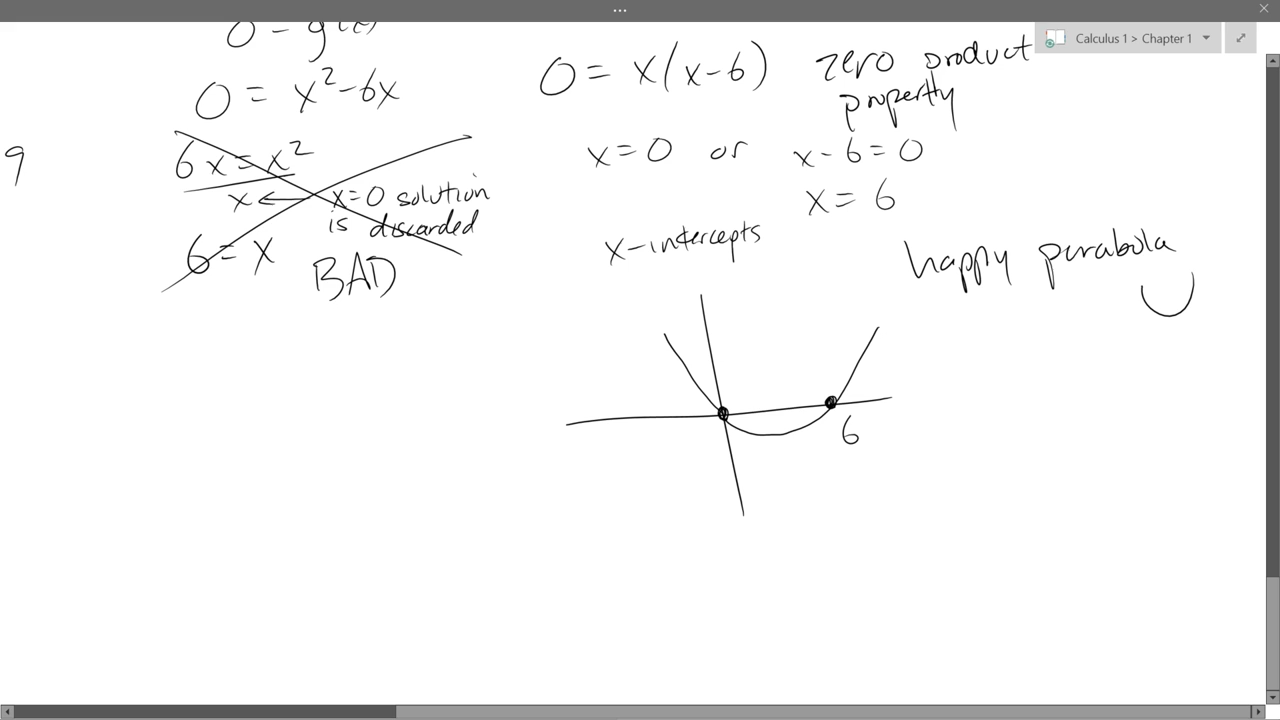 Calculus 1 > Chapter 1
0 = x² - 6x
9
6x = x²
x ← x=0 solution
is discarded
6 = x
BAD
0 = x(x-6) zero product
property
x = 0 or x - 6 = 0
x = 6
x-intercepts
happy parabola
6